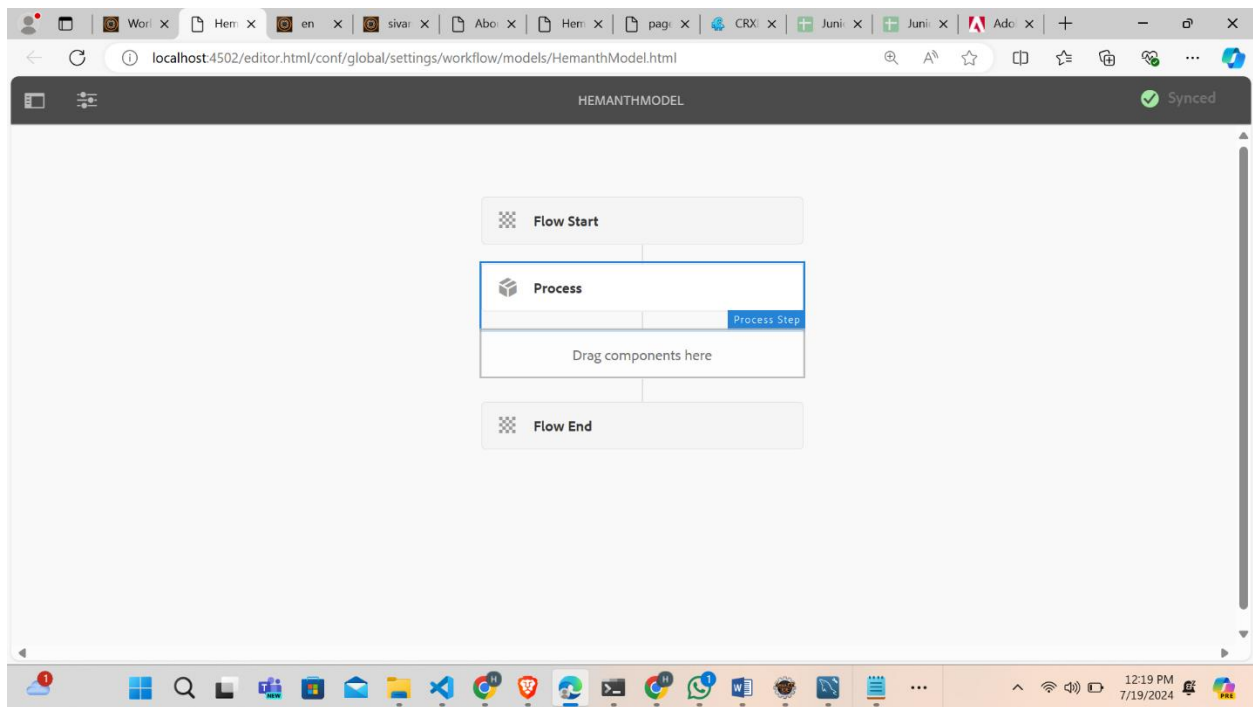 Worl
Hem
en
sivar
Abo
Hem
page
CRXI
Juni
Juni
Ado
localhost:4502/editor.html/conf/global/settings/workflow/models/HemanthModel.html
HEMANTHMODEL
Synced
Flow Start
Process
Process Step
Drag components here
Flow End
12:19 PM
7/19/2024